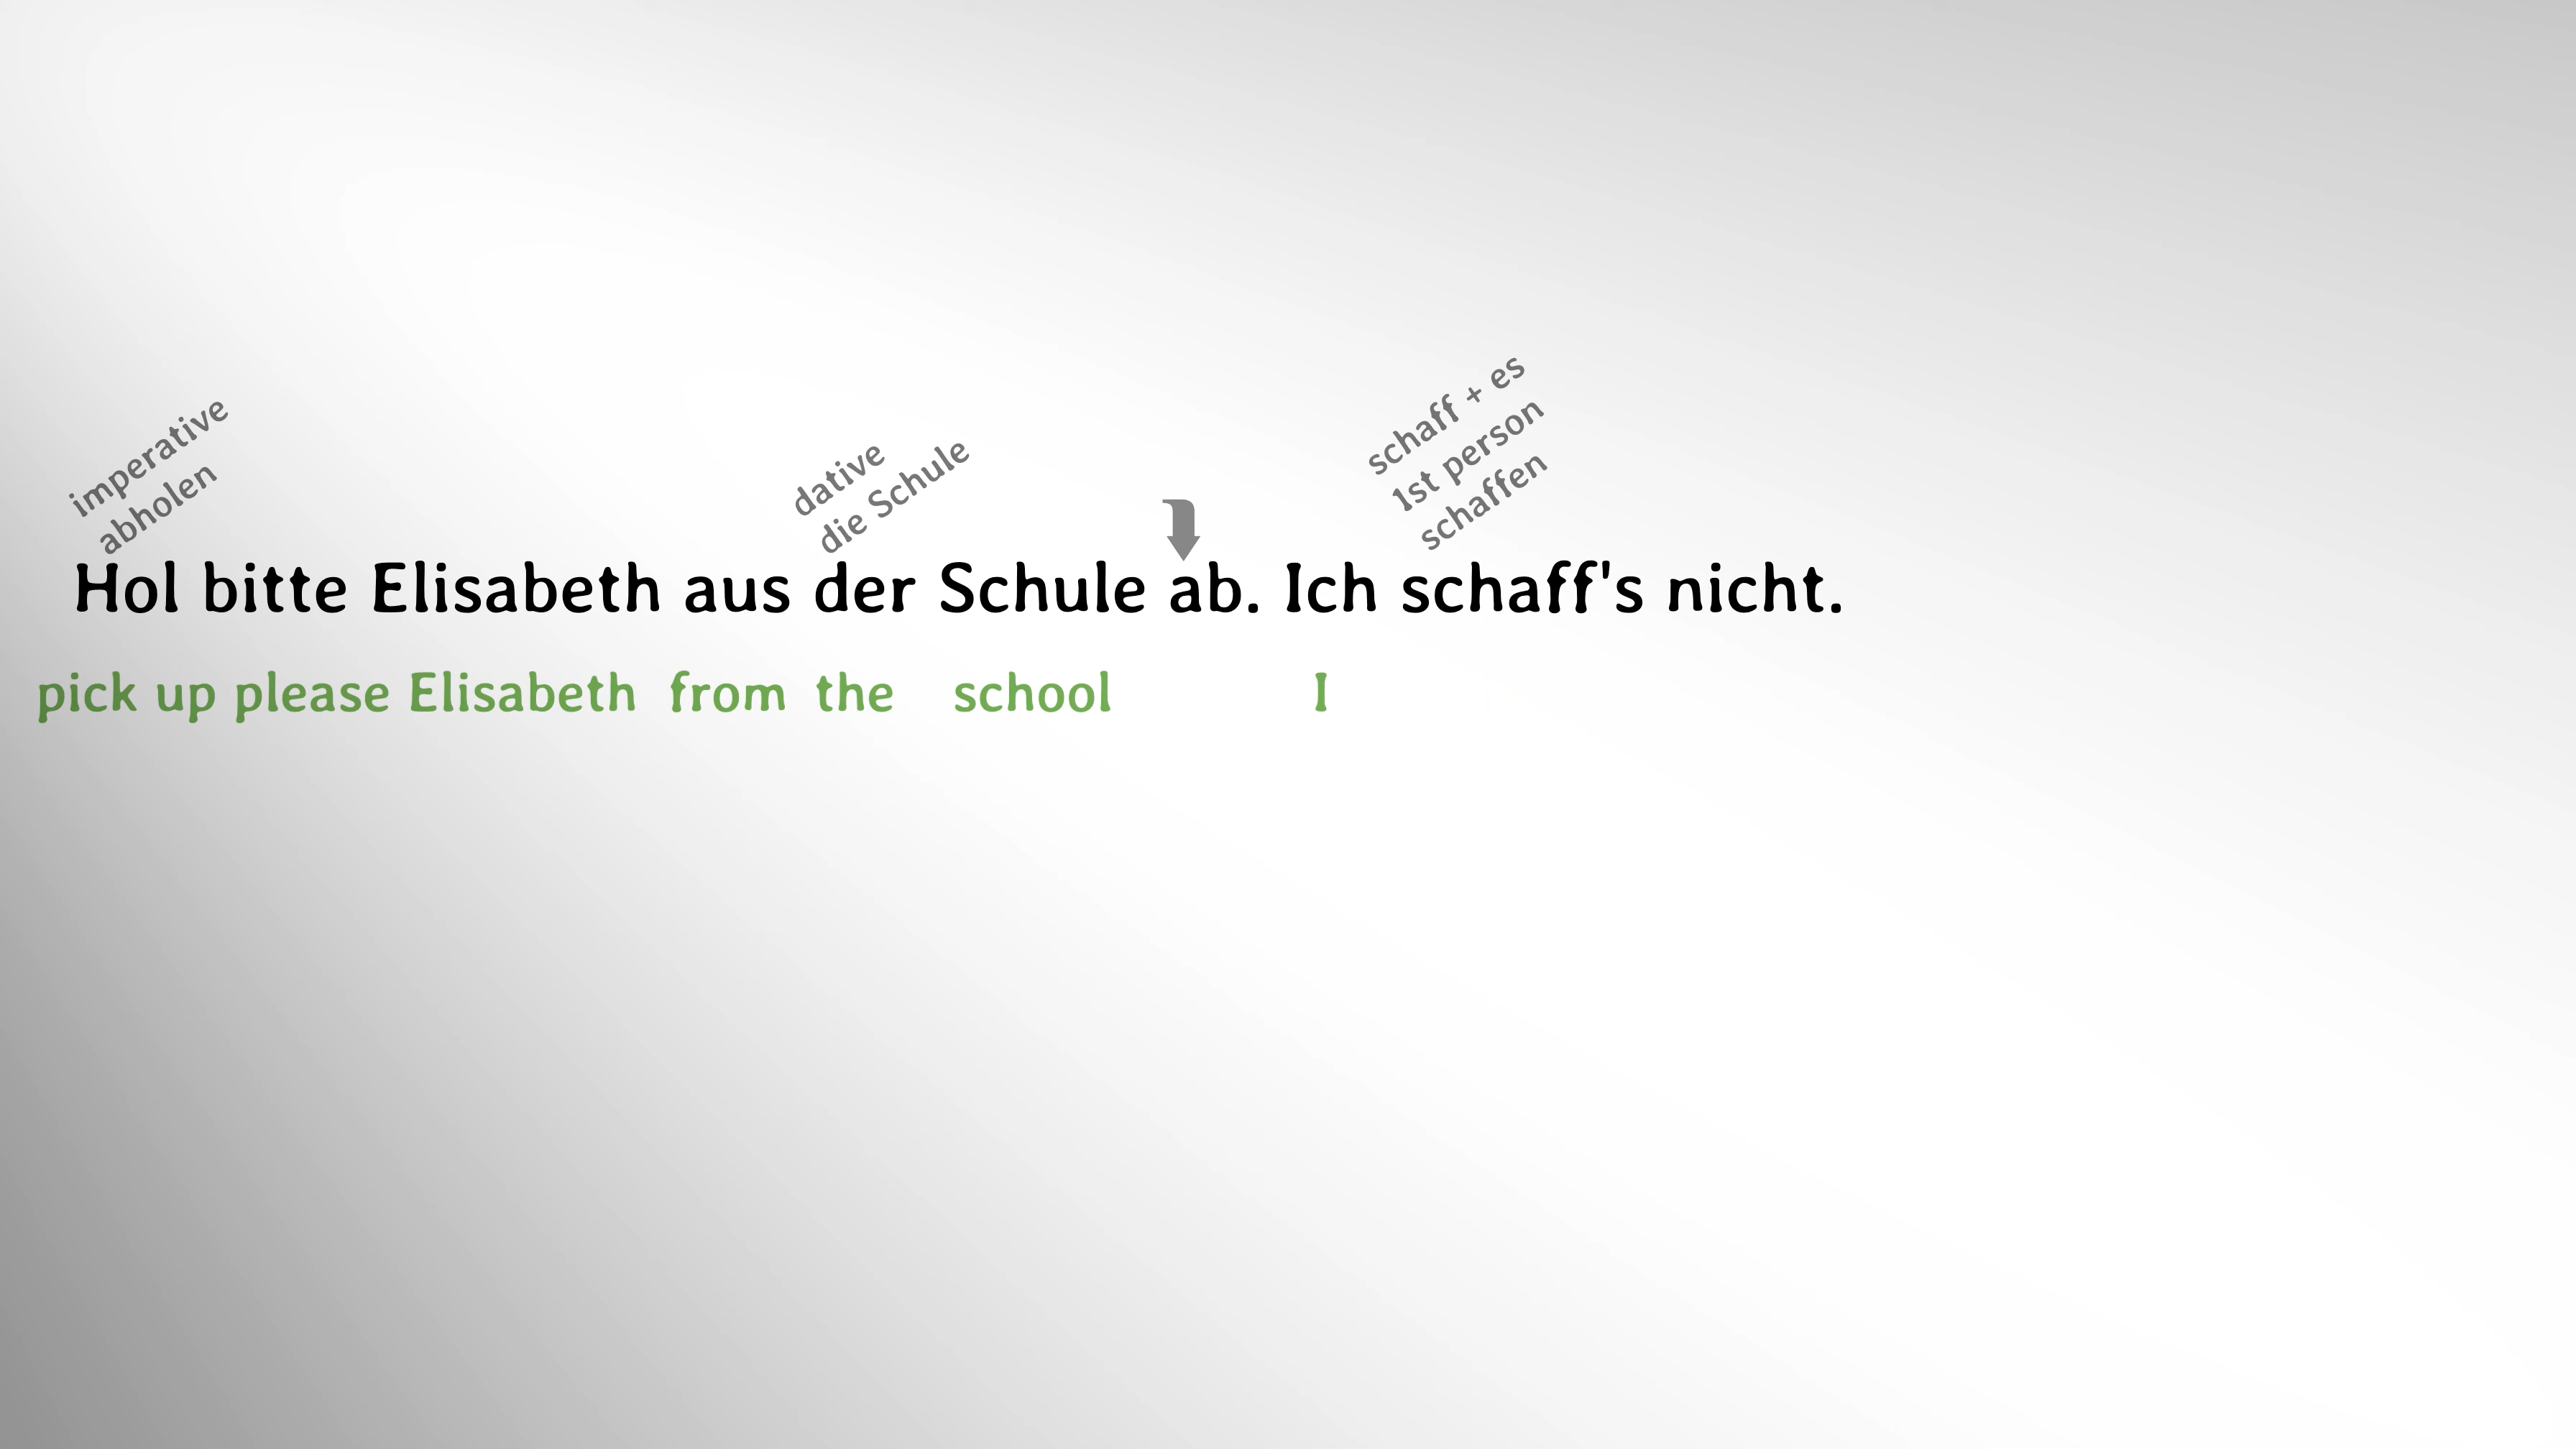 imperative
abholen
dative
die Schule
schaff + es
1st person
schaffen
Hol bitte Elisabeth aus der Schule ab. Ich schaff's nicht.
pick up please Elisabeth from the school I